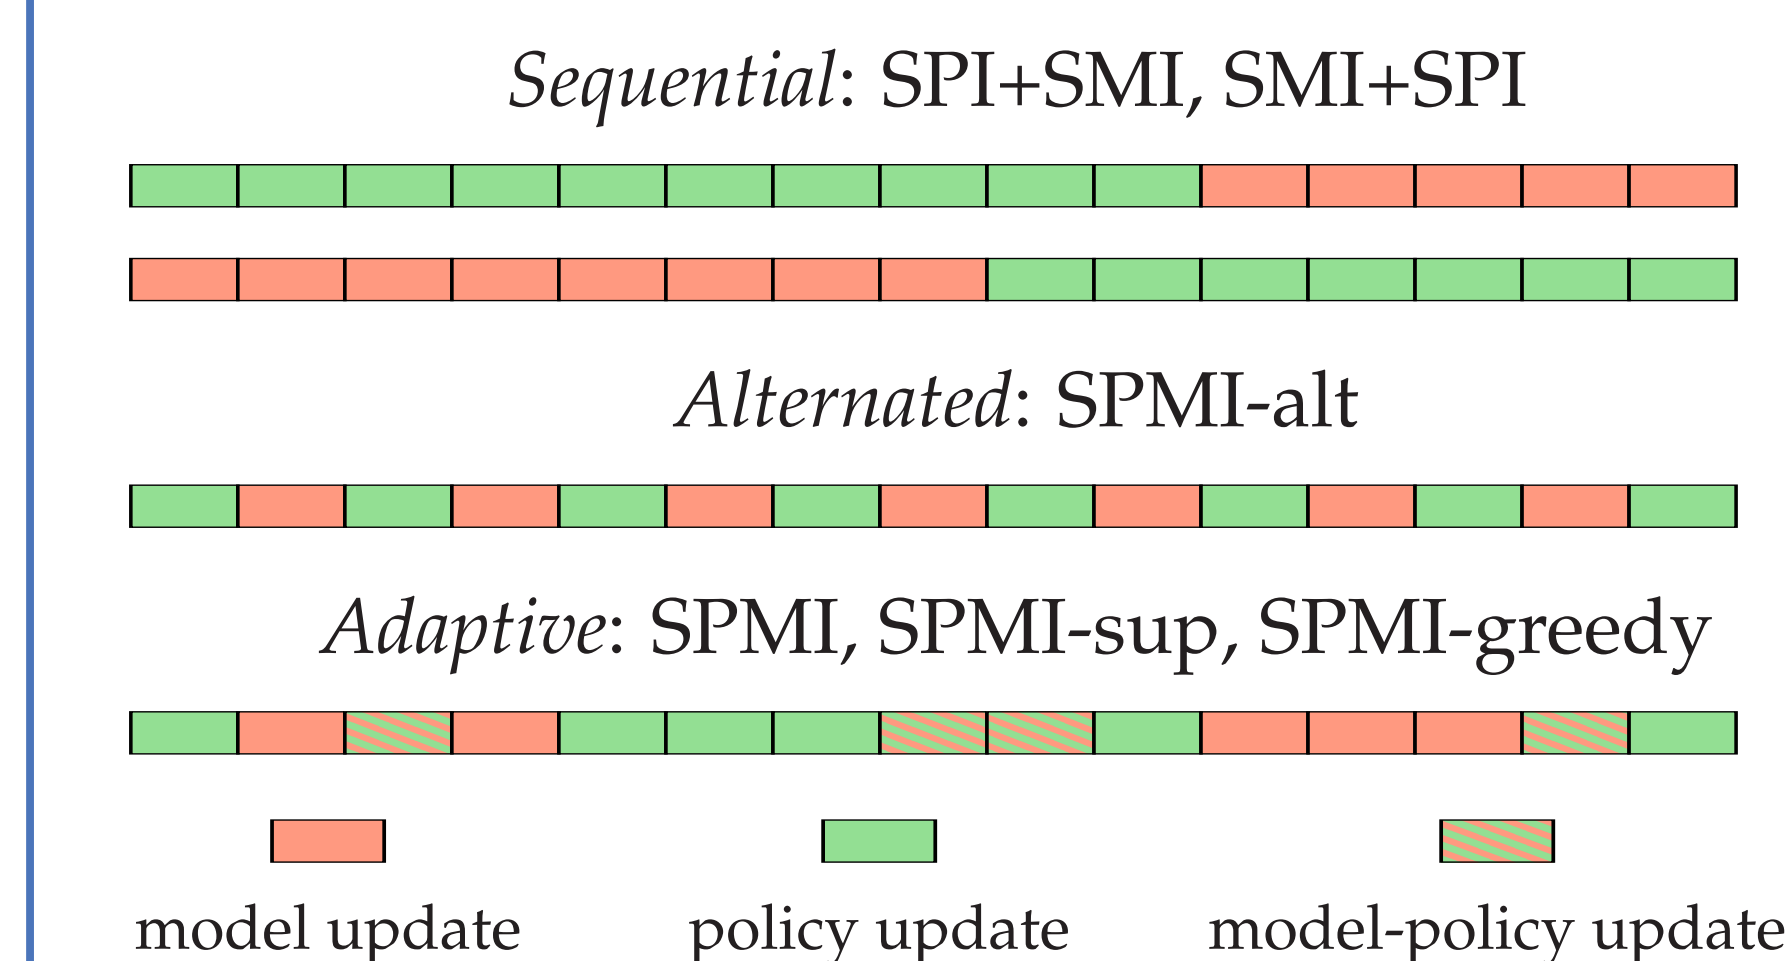 Sequential: SPI+SMI, SMI+SPI
Alternated: SPMI-alt
Adaptive: SPMI, SPMI-sup, SPMI-greedy
model update policy update model-policy update